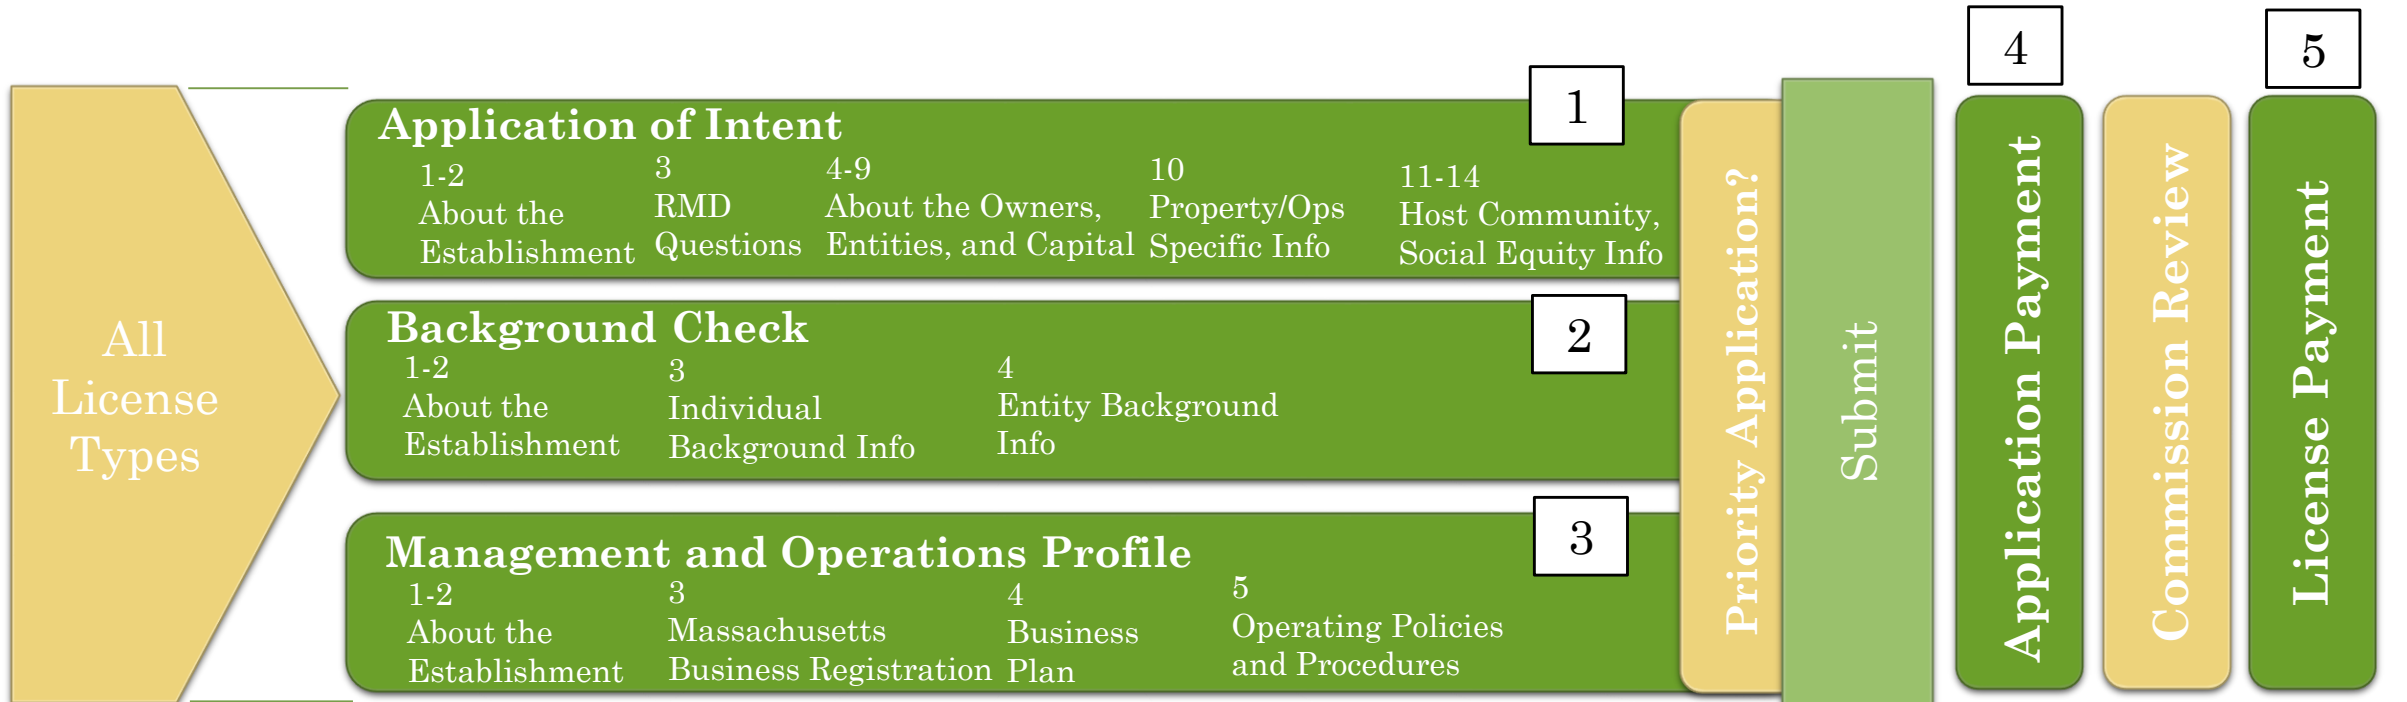 All
License
Types
1
Application of Intent
1-2
About the
Establishment
3
RMD
Questions
4-9
About the Owners,
Entities, and Capital
10
Property/Ops
Specific Info
11-14
Host Community,
Social Equity Info
2
Background Check
1-2
About the
Establishment
3
Individual
Background Info
4
Entity Background
Info
3
Management and Operations Profile
1-2
About the
Establishment
3
Massachusetts
Business Registration
4
Business
Plan
5
Operating Policies
and Procedures
Priority Application?
Submit
4
Application Payment
Commission Review
5
License Payment